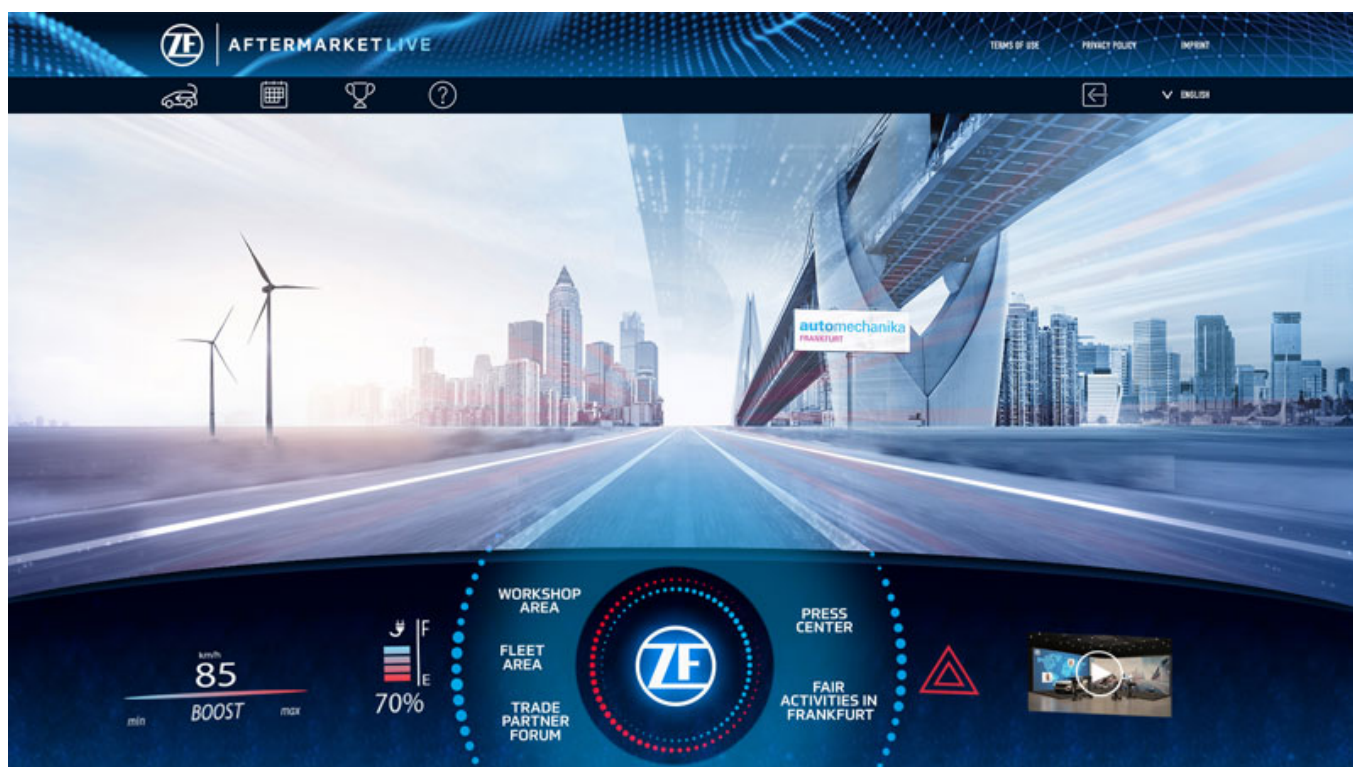 ZF
AFTERMARKETLIVE
TERMS OF USE
PRIVACY POLICY
IMPRINT
?
ENGLISH
automechanika
FRANKFURT
km/h
85
min
BOOST
max
F
E
70%
WORKSHOP
AREA
FLEET
AREA
TRADE
PARTNER
FORUM
ZF
PRESS
CENTER
FAIR
ACTIVITIES IN
FRANKFURT